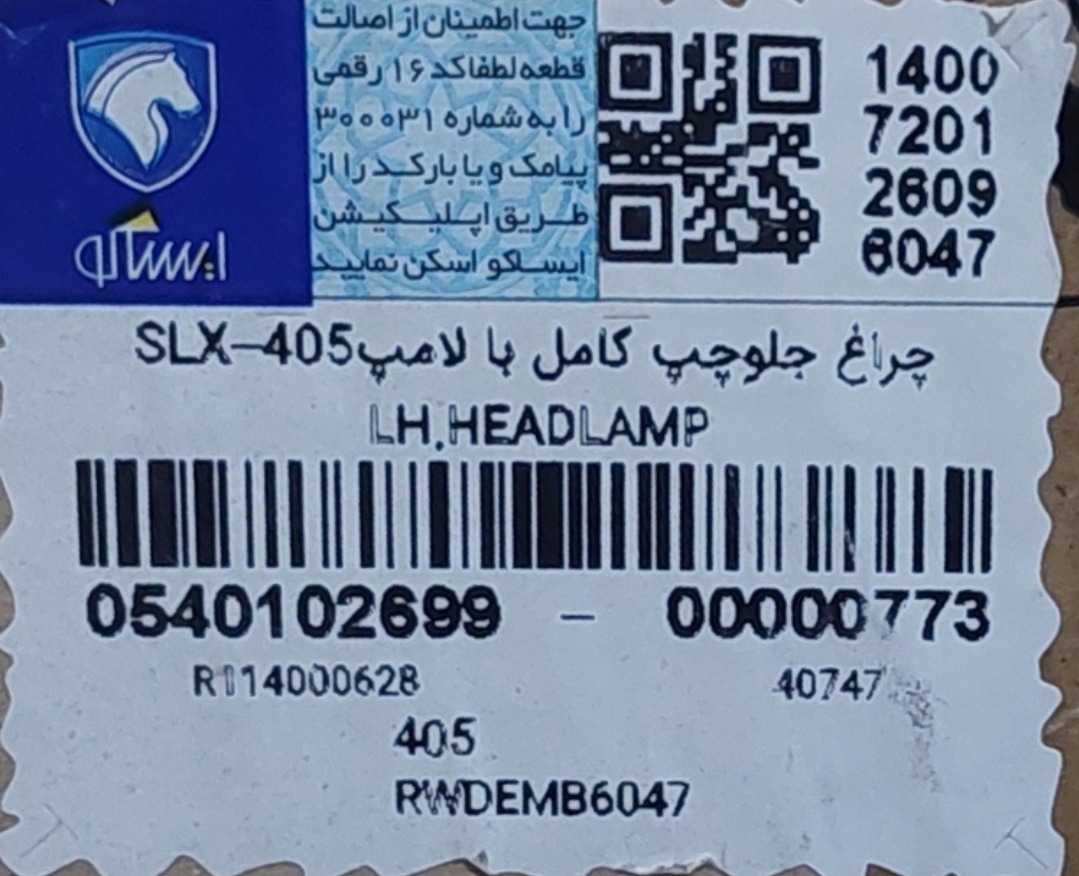 ایساکو
جهت اطمینان از اصالت
قطعه لطفا کد ۱۶ رقمی
را به شماره ۳۰۰۰۳۱
پیامک و یا بارکد را از
طریق اپلیکیشن
ایساکو اسکن نمایید
1400
7201
2609
6047
چراغ جلوچپ کامل با لامپ405-SLX
LH.HEADLAMP
0540102699 - 00000773
R114000628 40747
405
RWDEMB6047